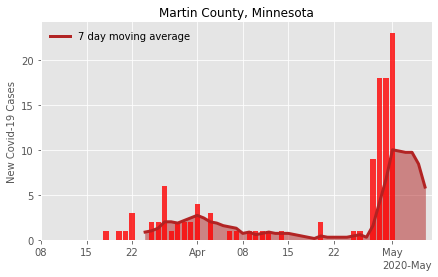 Martin County, Minnesota
7 day moving average
New Covid-19 Cases
20
15
10
5
0
08
15
22
Apr
08
15
22
May
2020-May